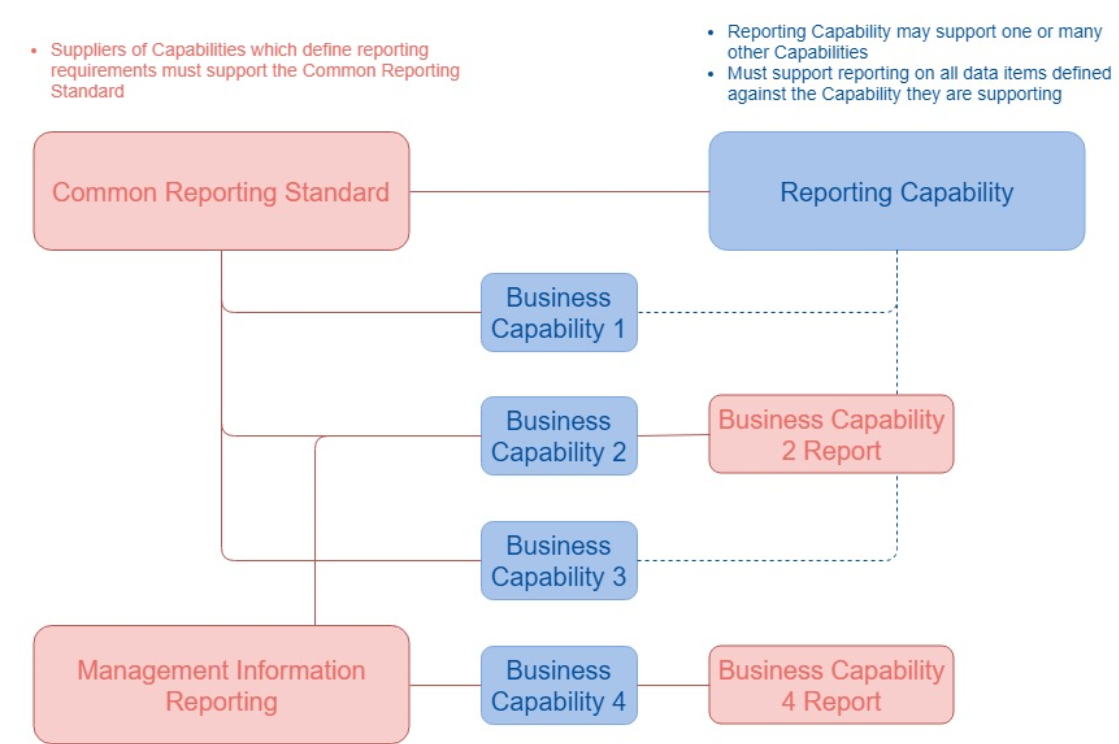 • Suppliers of Capabilities which define reporting
requirements must support the Common Reporting
Standard
• Reporting Capability may support one or many
other Capabilities
• Must support reporting on all data items defined
against the Capability they are supporting
Common Reporting Standard
Reporting Capability
Business
Capability 1
Business
Capability 2
Business Capability
2 Report
Business
Capability 3
Management Information
Reporting
Business
Capability 4
Business Capability
4 Report